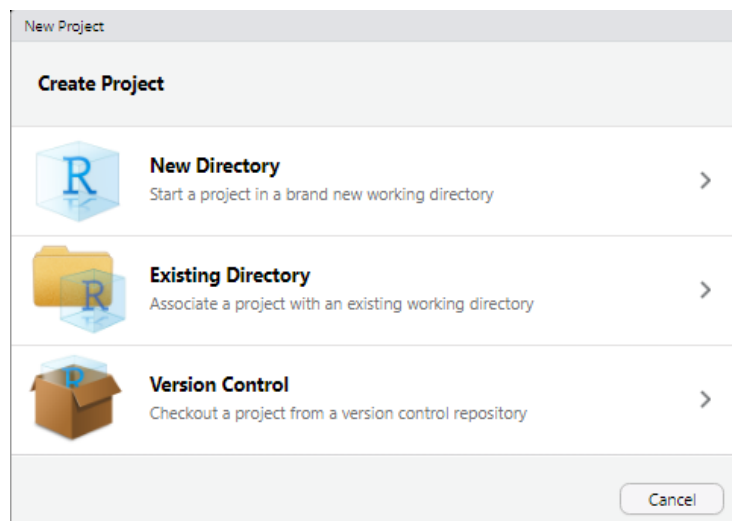 New Project
Create Project
R
New Directory
Start a project in a brand new working directory
R
Existing Directory
Associate a project with an existing working directory
R
Version Control
Checkout a project from a version control repository
Cancel